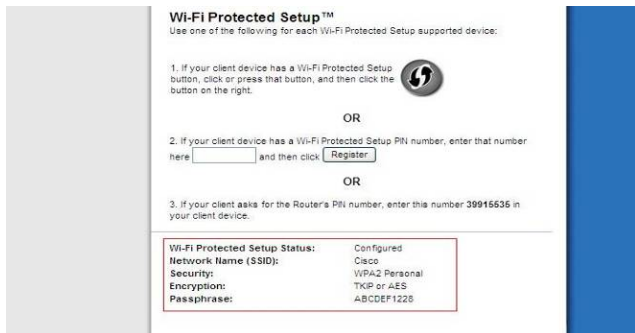 Wi-Fi Protected Setup™
Use one of the following for each Wi-Fi Protected Setup supported device:
1. If your client device has a Wi-Fi Protected Setup
button, click or press that button, and then click the
button on the right.
OR
2. If your client device has a Wi-Fi Protected Setup PIN number, enter that number
here and then click Register
OR
3. If your client asks for the Router's PIN number, enter this number 39915535 in
your client device.
Wi-Fi Protected Setup Status: Configured
Network Name (SSID): Cisco
Security: WPA2 Personal
Encryption: TKIP or AES
Passphrase: ABCDEF1228